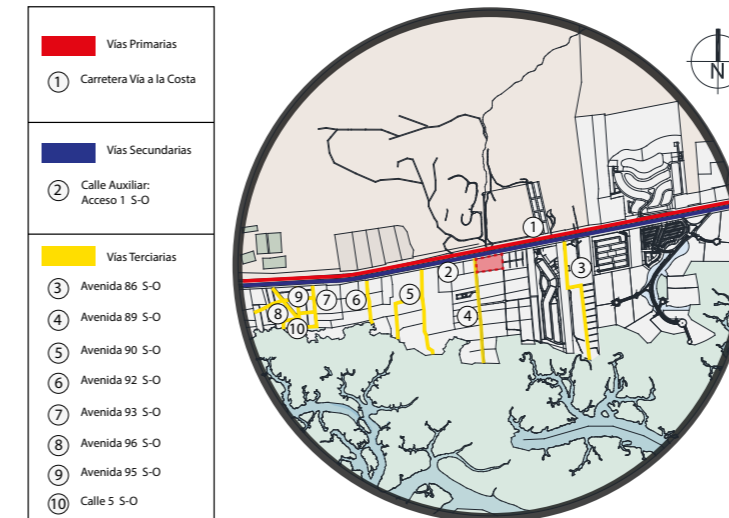 Vías Primarias
1 Carretera Vía a la Costa
Vías Secundarias
2 Calle Auxiliar:
Acceso 1 S-O
Vías Terciarias
3 Avenida 86 S-O
4 Avenida 89 S-O
5 Avenida 90 S-O
6 Avenida 92 S-O
7 Avenida 93 S-O
8 Avenida 96 S-O
9 Avenida 95 S-O
10 Calle 5 S-O
N
1
2
3
4
5
6
7
8
9
10